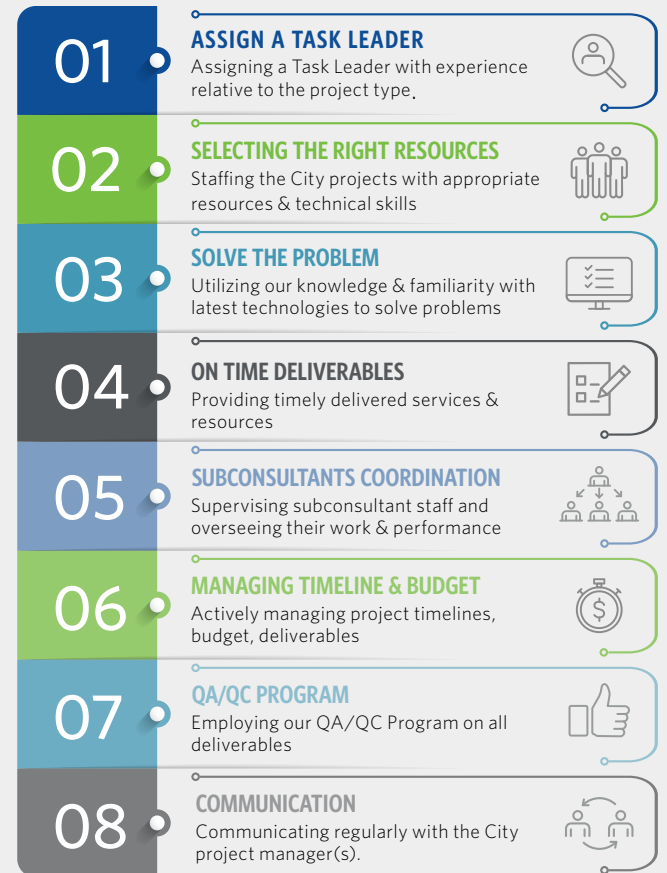 01
ASSIGN A TASK LEADER
Assigning a Task Leader with experience
relative to the project type.
02
SELECTING THE RIGHT RESOURCES
Staffing the City projects with appropriate
resources & technical skills
03
SOLVE THE PROBLEM
Utilizing our knowledge & familiarity with
latest technologies to solve problems
04
ON TIME DELIVERABLES
Providing timely delivered services &
resources
05
SUBCONSULTANTS COORDINATION
Supervising subconsultant staff and
overseeing their work & performance
06
MANAGING TIMELINE & BUDGET
Actively managing project timelines,
budget, deliverables
$
07
QA/QC PROGRAM
Employing our QA/QC Program on all
deliverables
08
COMMUNICATION
Communicating regularly with the City
project manager(s).